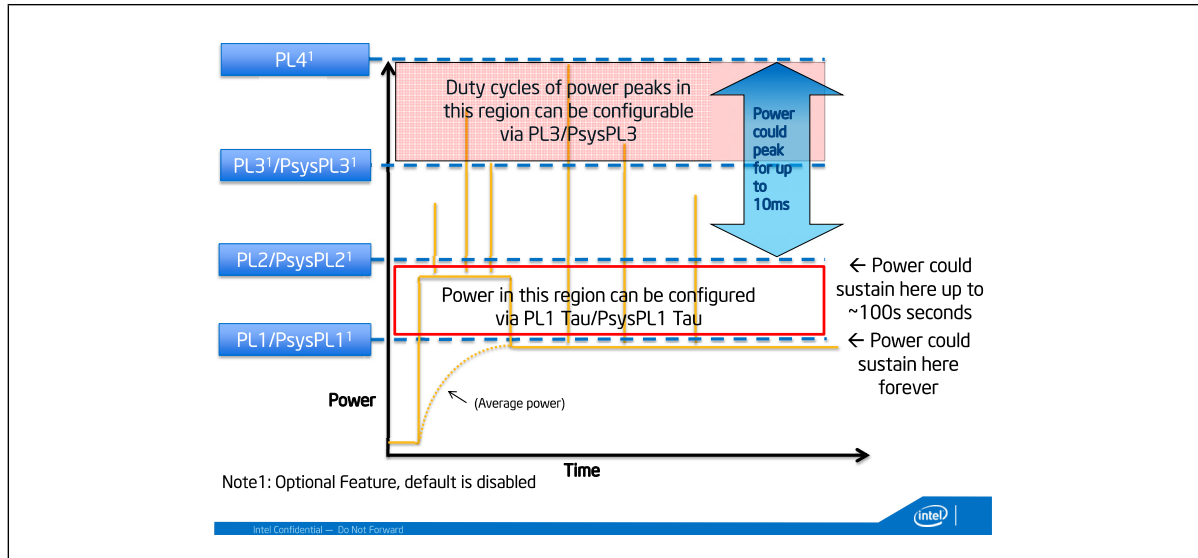 PL4¹
Duty cycles of power peaks in
this region can be configurable
via PL3/PsysPL3
Power
could
peak
for up
to
10ms
PL3¹/PsysPL3¹
PL2/PsysPL2¹
← Power could
sustain here up to
~100s seconds
Power in this region can be configured
via PL1 Tau/PsysPL1 Tau
PL1/PsysPL1¹
← Power could
sustain here
forever
Power
(Average power)
Time
Note1: Optional Feature, default is disabled
Intel Confidential — Do Not Forward
intel